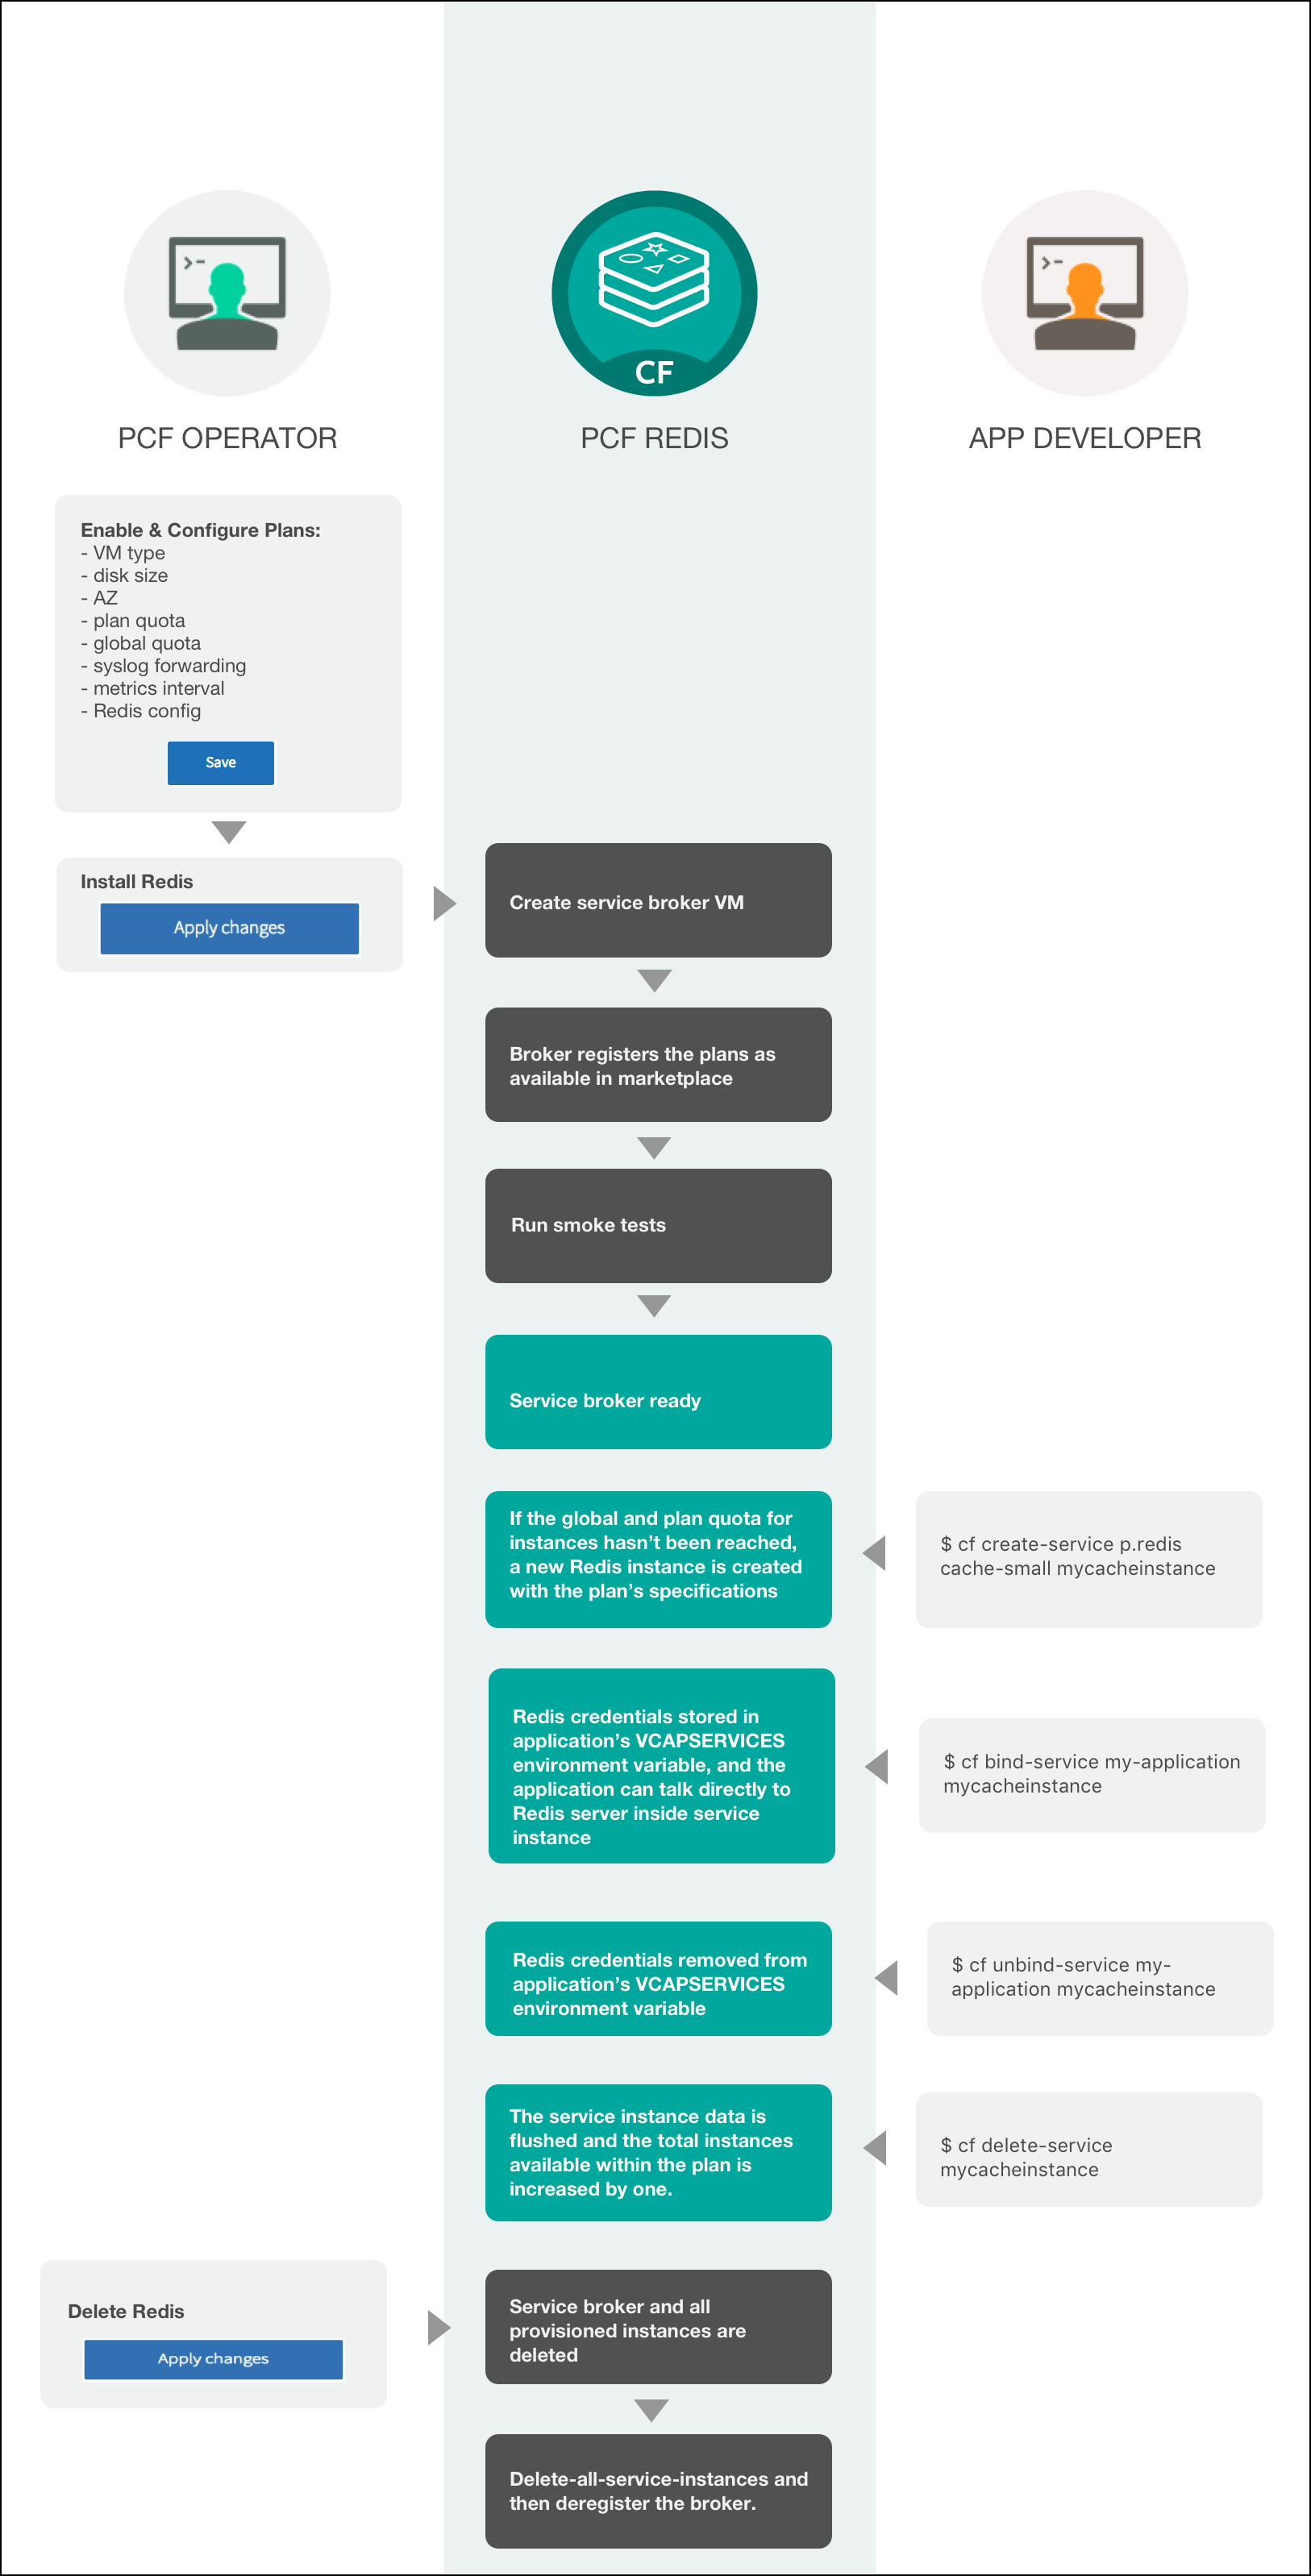 >-
>-
CF
PCF OPERATOR
PCF REDIS
APP DEVELOPER
Enable & Configure Plans:
- VM type
- disk size
- AZ
- plan quota
- global quota
- syslog forwarding
- metrics interval
- Redis config
Save
Install Redis
Apply changes
Create service broker VM
Broker registers the plans as
available in marketplace
Run smoke tests
Service broker ready
If the global and plan quota for
instances hasn’t been reached,
a new Redis instance is created
with the plan’s specifications
$ cf create-service p.redis
cache-small mycacheinstance
Redis credentials stored in
application’s VCAPSERVICES
environment variable, and the
application can talk directly to
Redis server inside service
instance
$ cf bind-service my-application
mycacheinstance
Redis credentials removed from
application’s VCAPSERVICES
environment variable
$ cf unbind-service my-
application mycacheinstance
The service instance data is
flushed and the total instances
available within the plan is
increased by one.
$ cf delete-service
mycacheinstance
Delete Redis
Apply changes
Service broker and all
provisioned instances are
deleted
Delete-all-service-instances and
then deregister the broker.